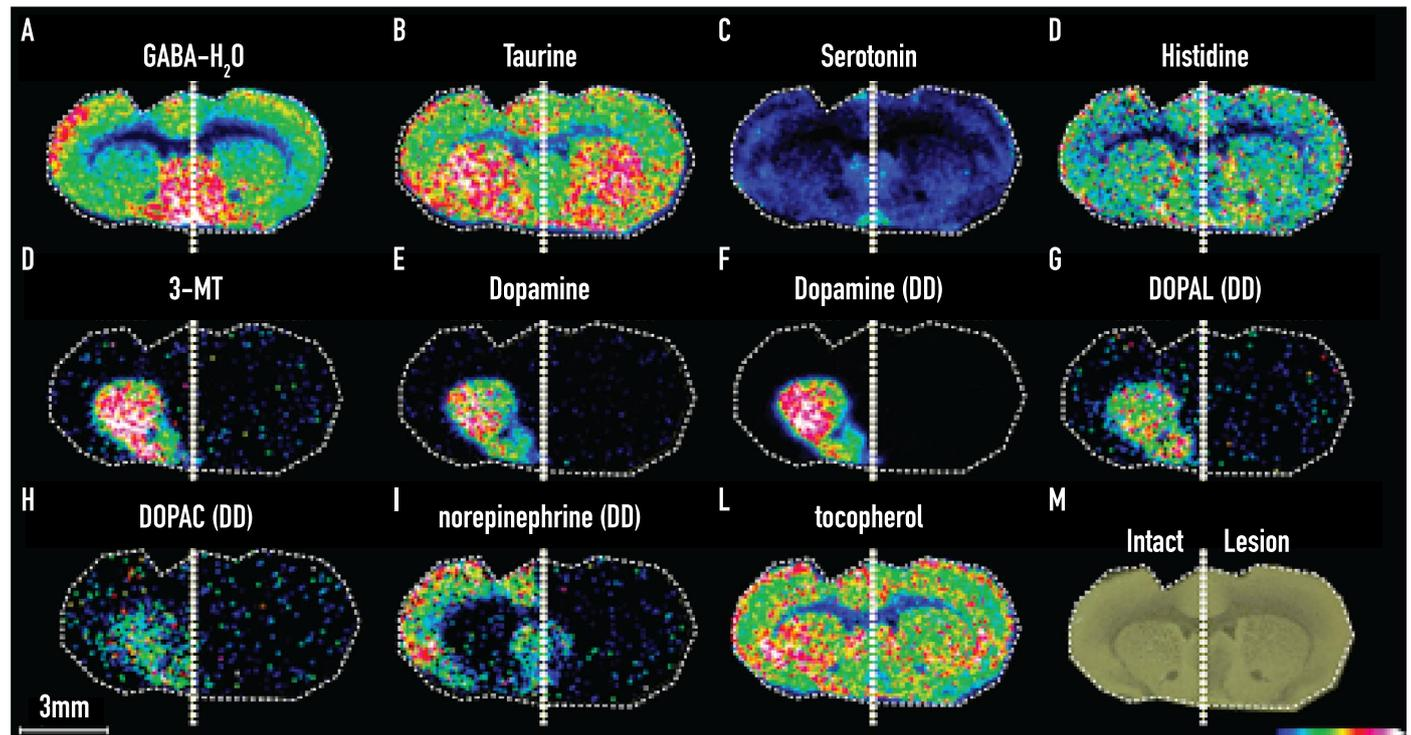 A
GABA-H₂O
B
Taurine
C
Serotonin
D
Histidine
D
3-MT
E
Dopamine
F
Dopamine (DD)
G
DOPAL (DD)
H
DOPAC (DD)
I
norepinephrine (DD)
L
tocopherol
M
Intact
Lesion
3mm